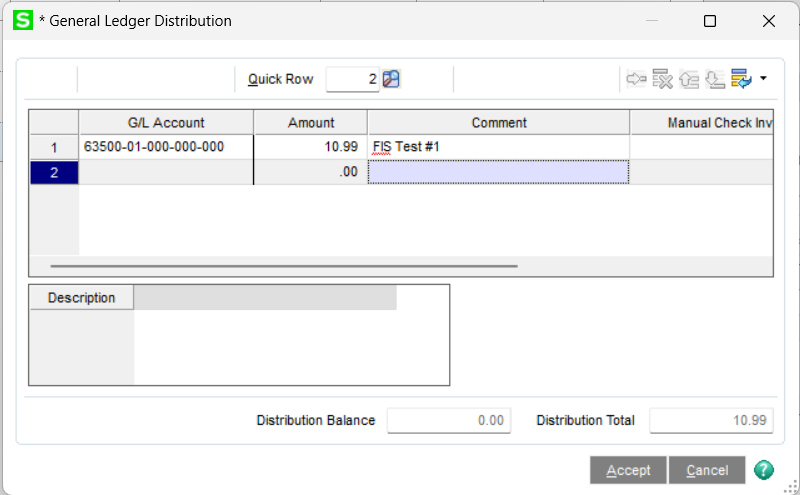 S * General Ledger Distribution
Quick Row 2
G/L Account Amount Comment Manual Check Inv
1 63500-01-000-000-000 10.99 FIS Test #1
2 .00
Description
Distribution Balance 0.00 Distribution Total 10.99
Accept Cancel ?